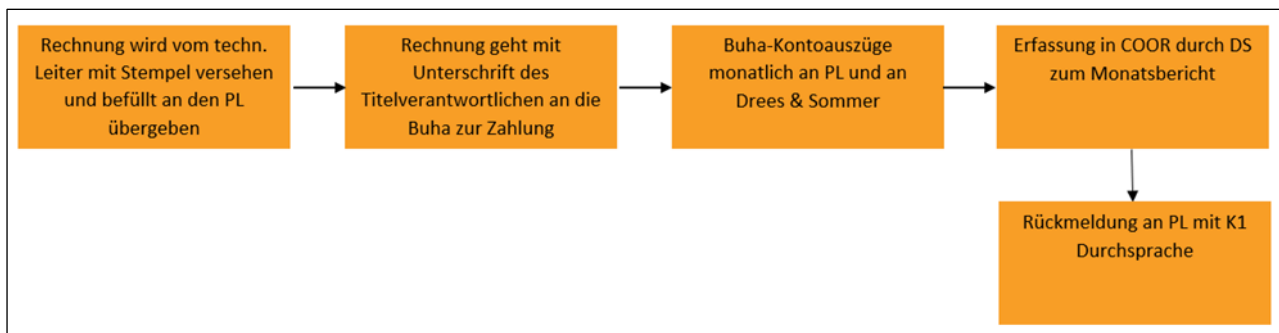 Rechnung wird vom techn.
Leiter mit Stempel versehen
und befüllt an den PL
übergeben
Rechnung geht mit
Unterschrift des
Titelverantwortlichen an die
Buha zur Zahlung
Buha-Kontoauszüge
monatlich an PL und an
Drees & Sommer
Erfassung in COOR durch DS
zum Monatsbericht
Rückmeldung an PL mit K1
Durchsprache